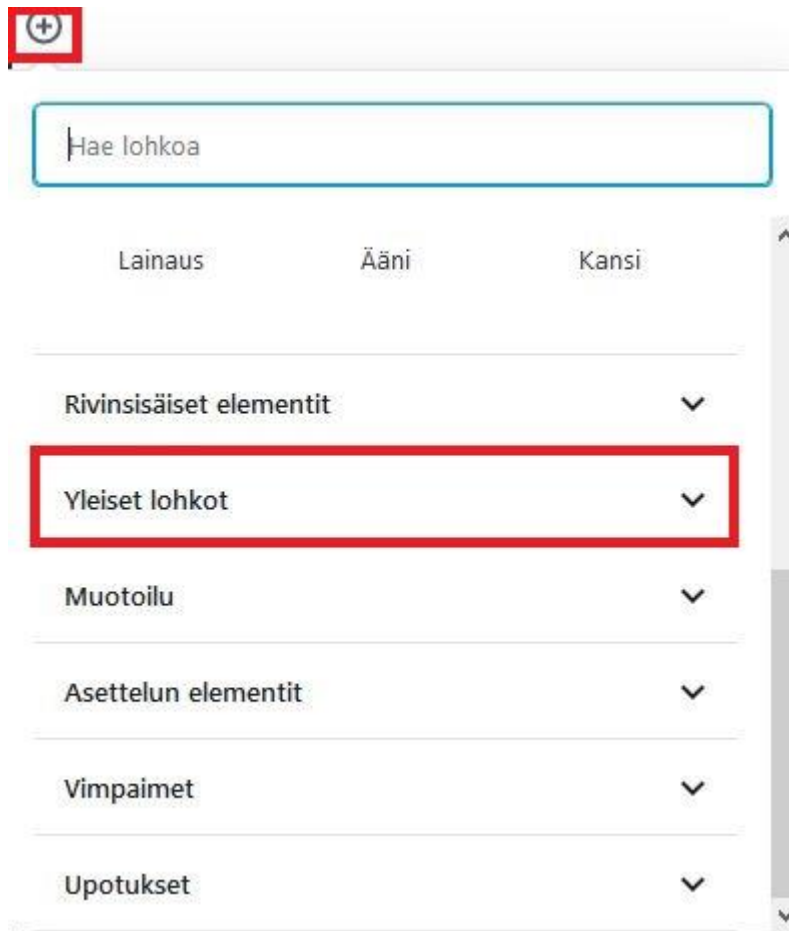 Hae lohkoa
Lainaus Ääni Kansi
Rivinsisäiset elementit
Yleiset lohkot
Muotoilu
Asettelun elementit
Vimpaimet
Upotukset